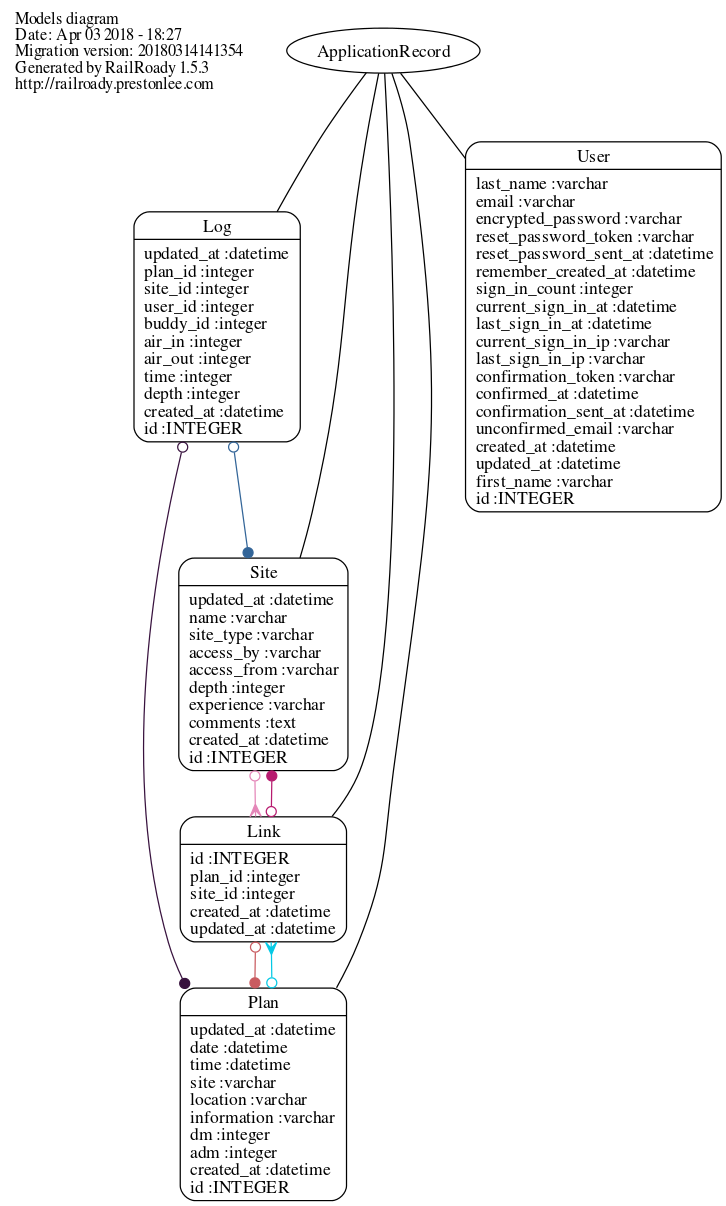 Models diagram
Date: Apr 03 2018 - 18:27
Migration version: 20180314141354
Generated by RailRoady 1.5.3
http://railroady.prestonlee.com
ApplicationRecord
User
last_name :varchar
email :varchar
encrypted_password :varchar
reset_password_token :varchar
reset_password_sent_at :datetime
remember_created_at :datetime
sign_in_count :integer
current_sign_in_at :datetime
last_sign_in_at :datetime
current_sign_in_ip :varchar
last_sign_in_ip :varchar
confirmation_token :varchar
confirmed_at :datetime
confirmation_sent_at :datetime
unconfirmed_email :varchar
created_at :datetime
updated_at :datetime
first_name :varchar
id :INTEGER
Log
updated_at :datetime
plan_id :integer
site_id :integer
user_id :integer
buddy_id :integer
air_in :integer
air_out :integer
time :integer
depth :integer
created_at :datetime
id :INTEGER
Site
updated_at :datetime
name :varchar
site_type :varchar
access_by :varchar
access_from :varchar
depth :integer
experience :varchar
comments :text
created_at :datetime
id :INTEGER
Link
id :INTEGER
plan_id :integer
site_id :integer
created_at :datetime
updated_at :datetime
Plan
updated_at :datetime
date :datetime
time :datetime
site :varchar
location :varchar
information :varchar
dm :integer
adm :integer
created_at :datetime
id :INTEGER